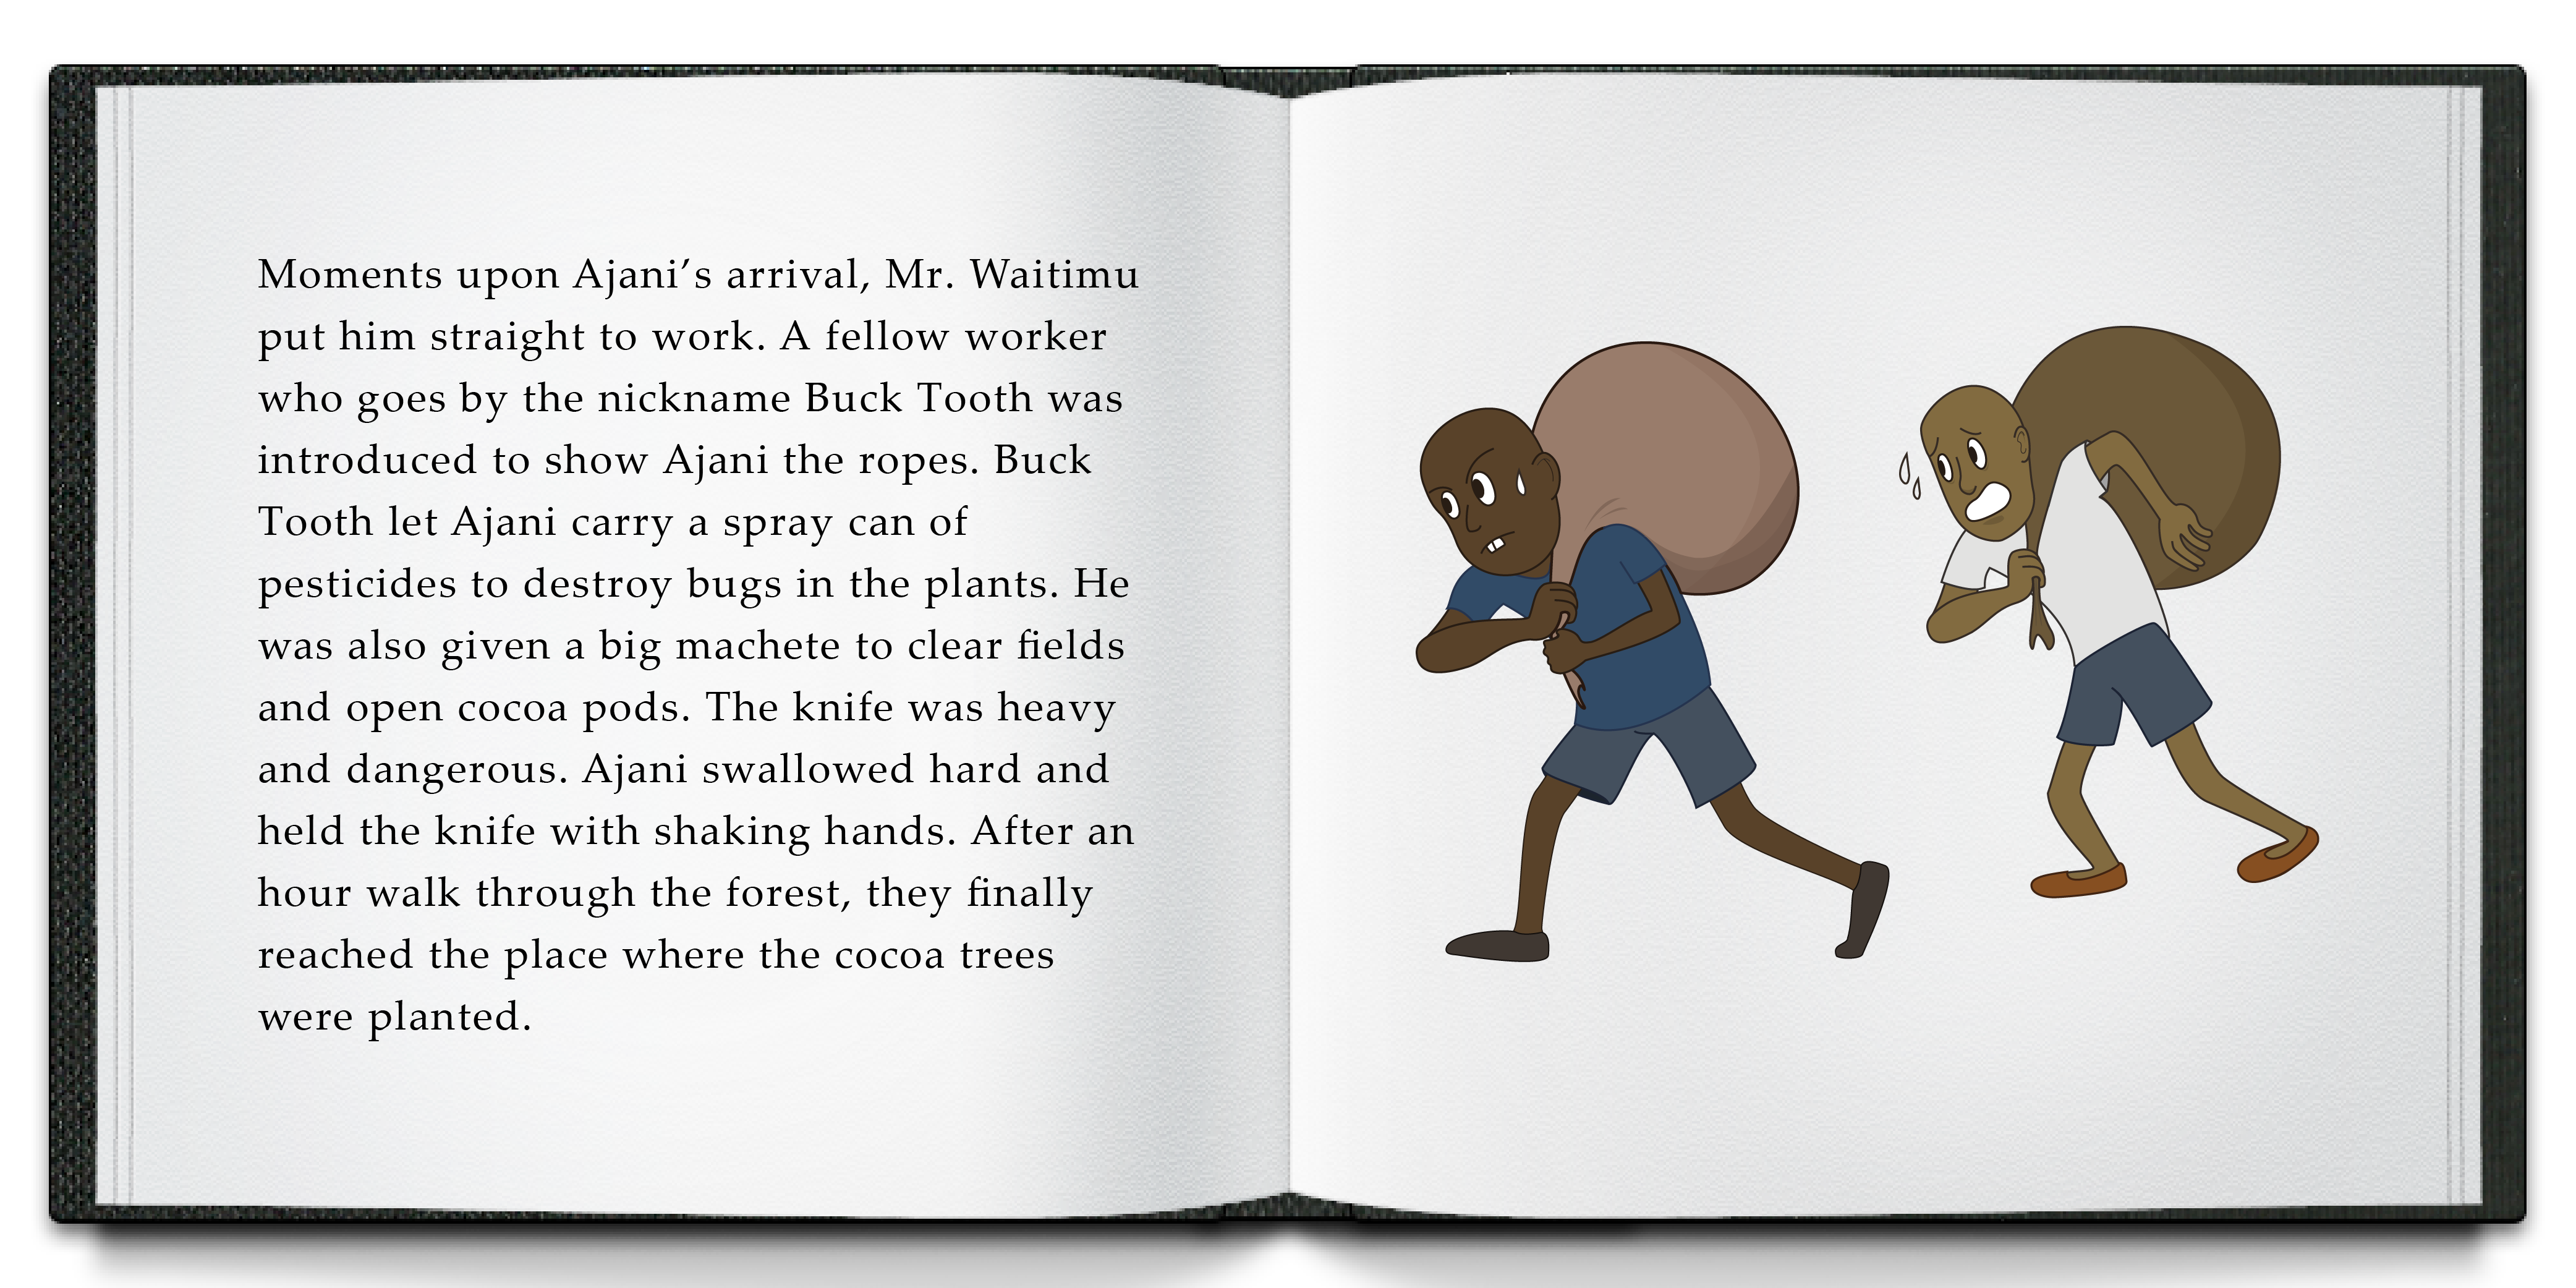 Moments upon Ajani’s arrival, Mr. Waitimu
put him straight to work. A fellow worker
who goes by the nickname Buck Tooth was
introduced to show Ajani the ropes. Buck
Tooth let Ajani carry a spray can of
pesticides to destroy bugs in the plants. He
was also given a big machete to clear fields
and open cocoa pods. The knife was heavy
and dangerous. Ajani swallowed hard and
held the knife with shaking hands. After an
hour walk through the forest, they finally
reached the place where the cocoa trees
were planted.